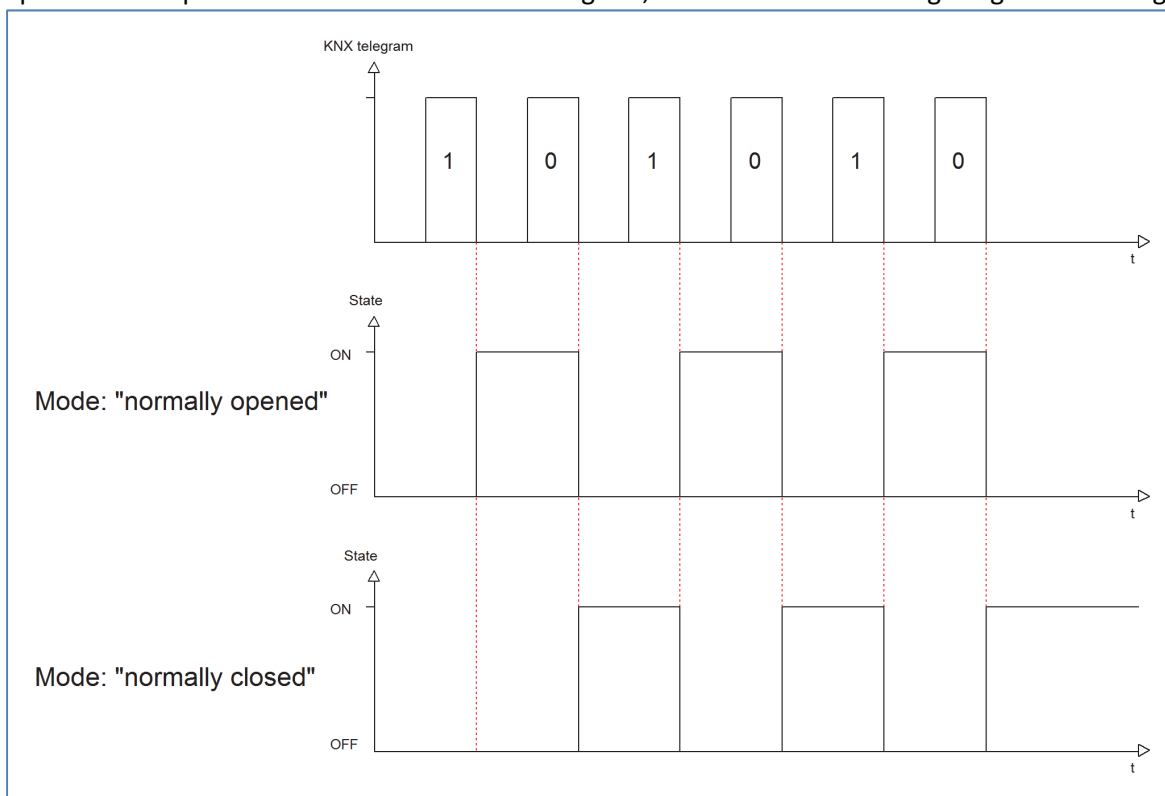 KNX telegram
1 0 1 0 1 0
t
State
ON
Mode: "normally opened"
OFF
t
State
ON
Mode: "normally closed"
OFF
t